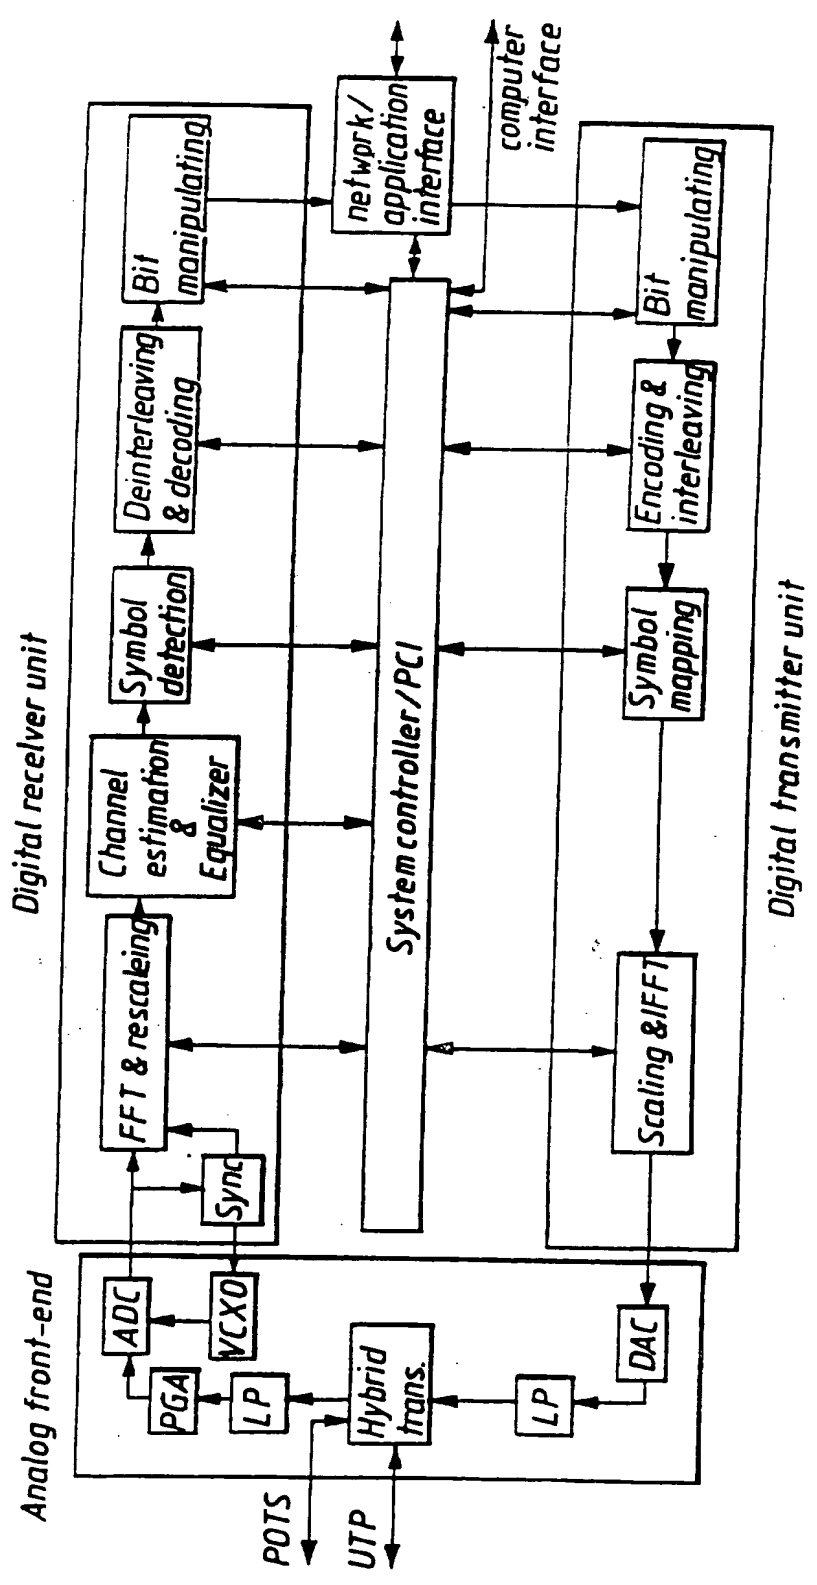 Analog front-end
Digital recelver unit
ADC
FFT & rescaleing
Channel
estimation
&
Equalizer
Symbol
detection
Deinterleaving
& decoding
Bit
manipulating
PGA
VCXO
Sync
LP
POTS
UTP
Hybrid
trans.
System controller/PCI
netwprk/
application
interface
computer
interface
LP
DAC
Scaling &IFFT
Symbol
mapping
Encoding &
interleaving
Bit
manipulating
Digital transmitter unit